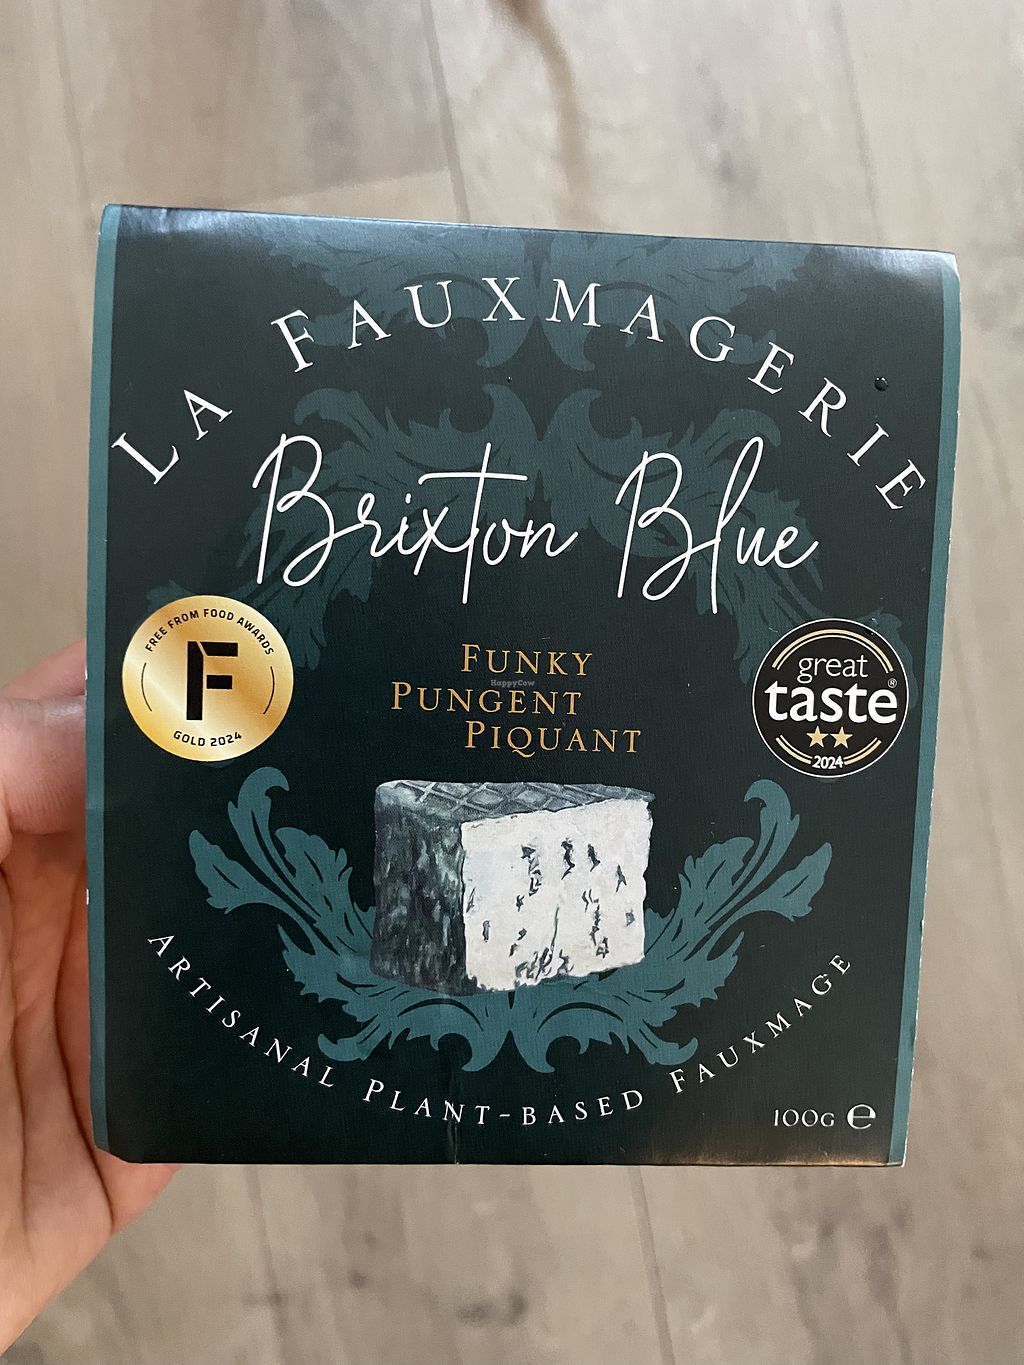 LA FAUXMAGERIE
Brixton Blue
FREE FROM FOOD AWARDS
F
GOLD 2024
FUNKY
PUNGENT
PIQUANT
HappyCow
great
taste®
2024
ARTISANAL PLANT-BASED FAUXMAGE
100G ℮